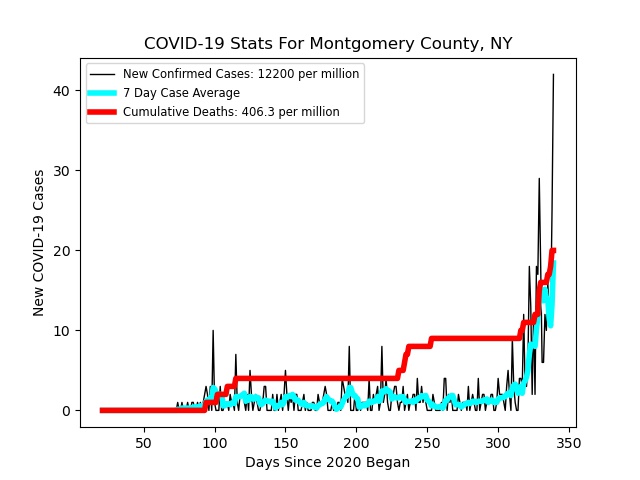 COVID-19 Stats For Montgomery County, NY
New Confirmed Cases: 12200 per million
7 Day Case Average
Cumulative Deaths: 406.3 per million
New COVID-19 Cases
40
30
20
10
0
50 100 150 200 250 300 350
Days Since 2020 Began